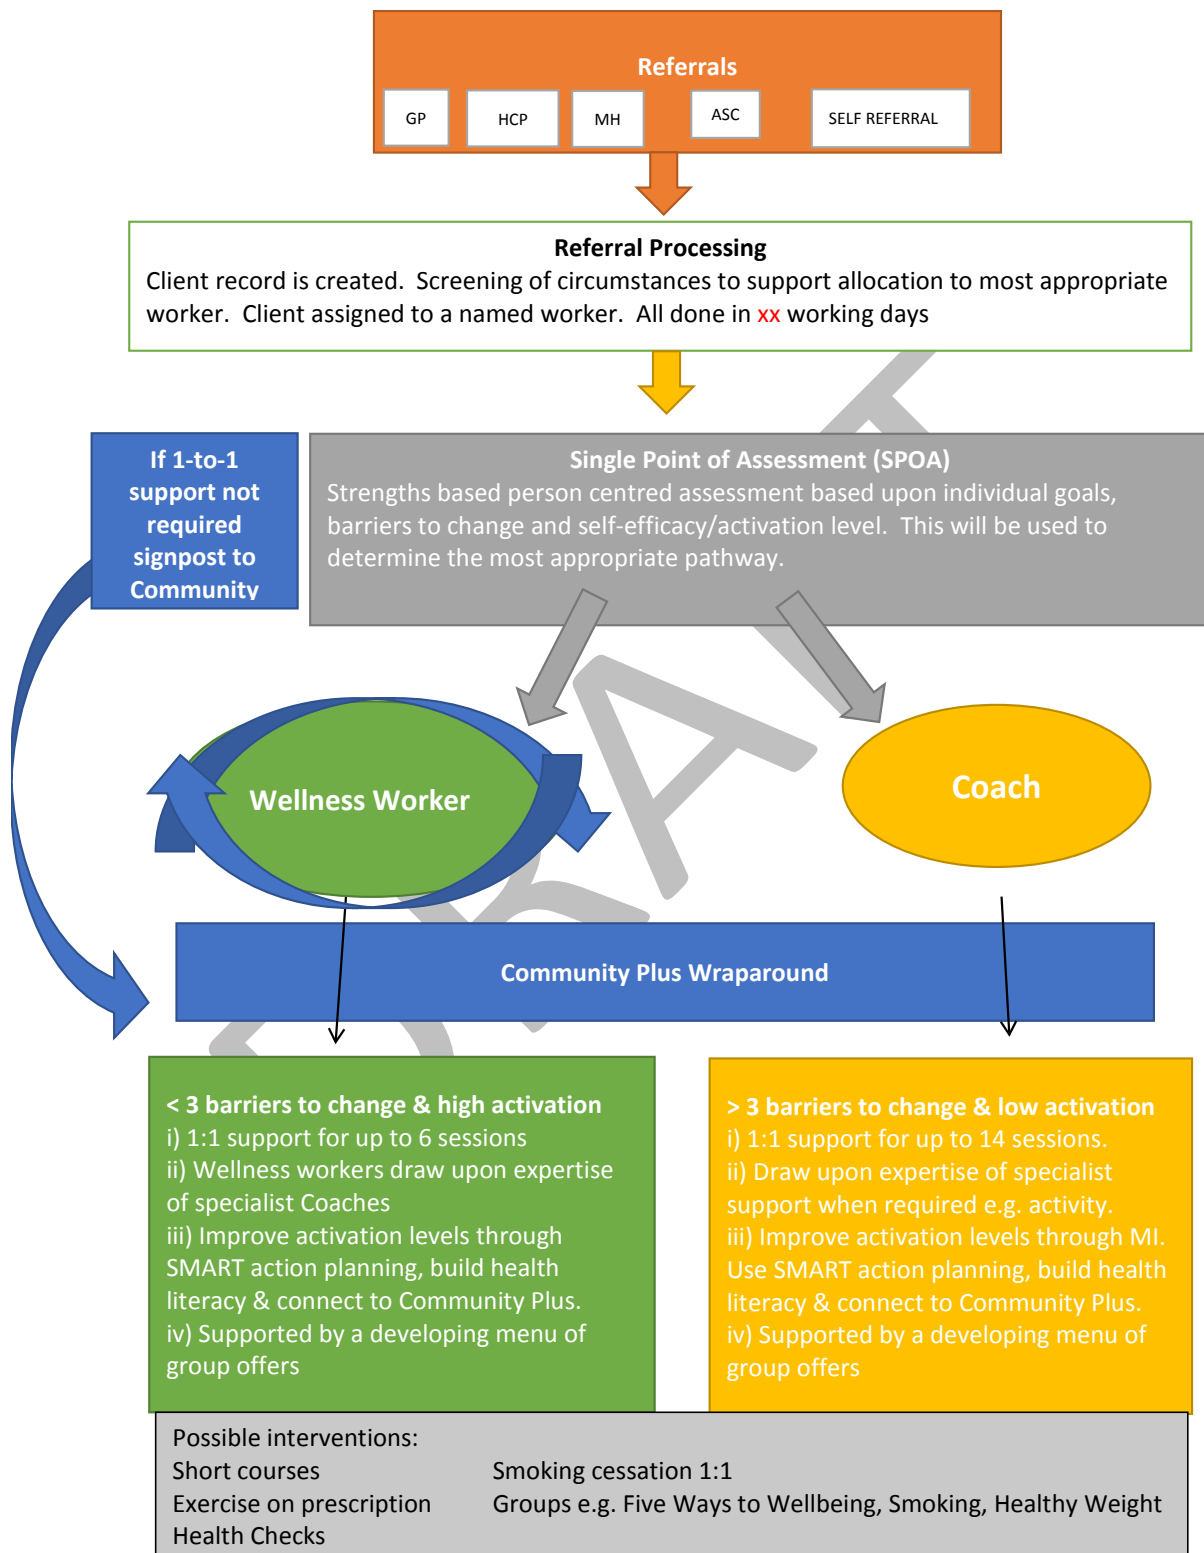 Referrals
GP
HCP
MH
ASC
SELF REFERRAL
Referral Processing
Client record is created.  Screening of circumstances to support allocation to most appropriate
worker.  Client assigned to a named worker.  All done in xx working days
If 1-to-1
support not
required
signpost to
Community
Single Point of Assessment (SPOA)
Strengths based person centred assessment based upon individual goals,
barriers to change and self-efficacy/activation level.  This will be used to
determine the most appropriate pathway.
Wellness Worker
Coach
Community Plus Wraparound
< 3 barriers to change & high activation
i) 1:1 support for up to 6 sessions
ii) Wellness workers draw upon expertise
of specialist Coaches
iii) Improve activation levels through
SMART action planning, build health
literacy & connect to Community Plus.
iv) Supported by a developing menu of
group offers
> 3 barriers to change & low activation
i) 1:1 support for up to 14 sessions.
ii) Draw upon expertise of specialist
support when required e.g. activity.
iii) Improve activation levels through MI.
Use SMART action planning, build health
literacy & connect to Community Plus.
iv) Supported by a developing menu of
group offers
Possible interventions:
Short courses Smoking cessation 1:1
Exercise on prescription Groups e.g. Five Ways to Wellbeing, Smoking, Healthy Weight
Health Checks
DRAFT